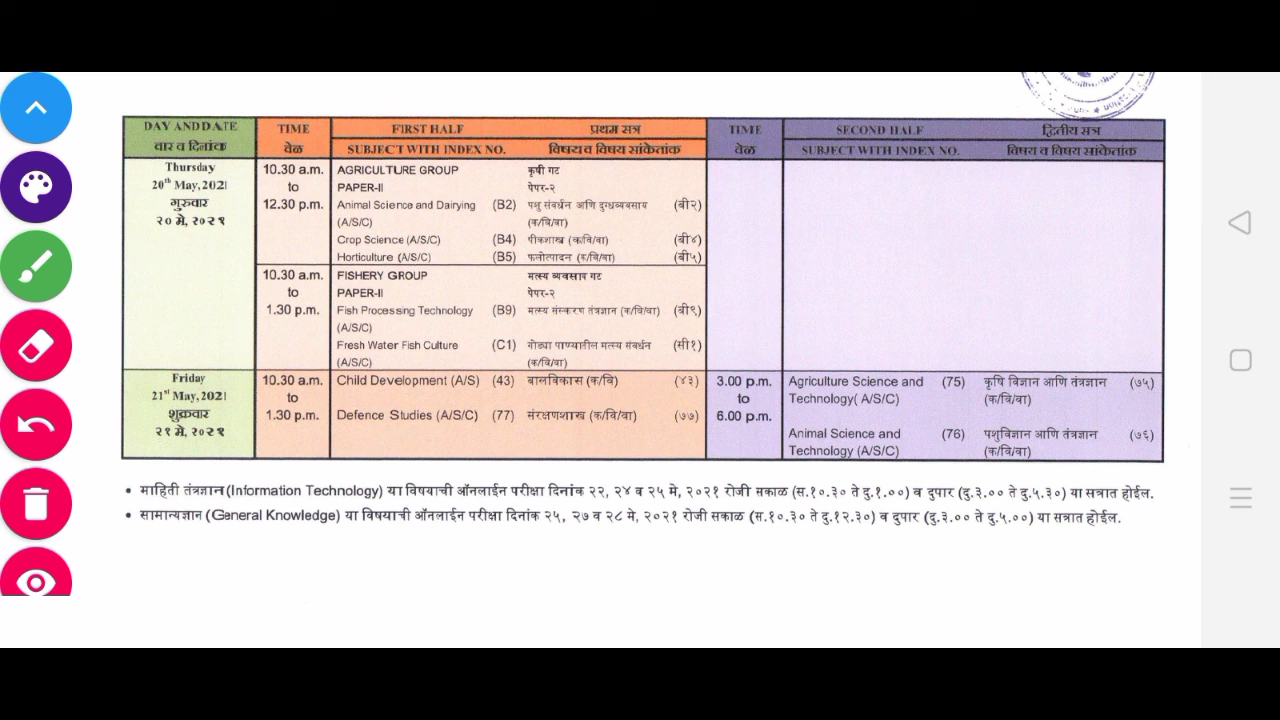 DAY AND DATE TIME FIRST HALF प्रथम सत्र TIME SECOND HALF द्वितीय सत्र
वार व दिनांक वेळ SUBJECT WITH INDEX NO. विषय व विषय सांकेतांक वेळ SUBJECT WITH INDEX NO. विषय व विषय सांकेतांक
Thursday 10.30 a.m. AGRICULTURE GROUP कृषी गट
20th May, 2021 to PAPER-II पेपर-२
गुरुवार 12.30 p.m. Animal Science and Dairying (B2) पशु संवर्धन आणि दुग्धव्यवसाय (बी२)
२० मे, २०२१ (A/S/C) (क/वि/वा)
Crop Science (A/S/C) (B4) पीकशास्त्र (क/वि/वा) (बी४)
Horticulture (A/S/C) (B5) फलोत्पादन (क/वि/वा) (बी५)
10.30 a.m. FISHERY GROUP मत्स्य व्यवसाय गट
to PAPER-II पेपर-२
1.30 p.m. Fish Processing Technology (B9) मत्स्य संस्करण तंत्रज्ञान (क/वि/वा) (बी९)
(A/S/C)
Fresh Water Fish Culture (C1) गोड्या पाण्यातील मत्स्य संवर्धन (सी१)
(A/S/C) (क/वि/वा)
Friday 10.30 a.m. Child Development (A/S) (43) बालविकास (क/वि) (४३) 3.00 p.m. Agriculture Science and (75) कृषि विज्ञान आणि तंत्रज्ञान (७५)
21st May, 2021 to to Technology( A/S/C) (क/वि/वा)
शुक्रवार 1.30 p.m. Defence Studies (A/S/C) (77) संरक्षणशास्त्र (क/वि/वा) (७७) 6.00 p.m.
२१ मे, २०२१ Animal Science and (76) पशुविज्ञान आणि तंत्रज्ञान (७६)
Technology (A/S/C) (क/वि/वा)
• माहिती तंत्रज्ञान (Information Technology) या विषयाची ऑनलाईन परीक्षा दिनांक २२, २४ व २५ मे, २०२१ रोजी सकाळ (स.१०.३० ते दु.१.००) व दुपार (दु.३.०० ते दु.५.३०) या सत्रात होईल.
• सामान्यज्ञान (General Knowledge) या विषयाची ऑनलाईन परीक्षा दिनांक २५, २७ व २८ मे, २०२१ रोजी सकाळ (स.१०.३० ते दु.१२.३०) व दुपार (दु.३.०० ते दु.५.००) या सत्रात होईल.